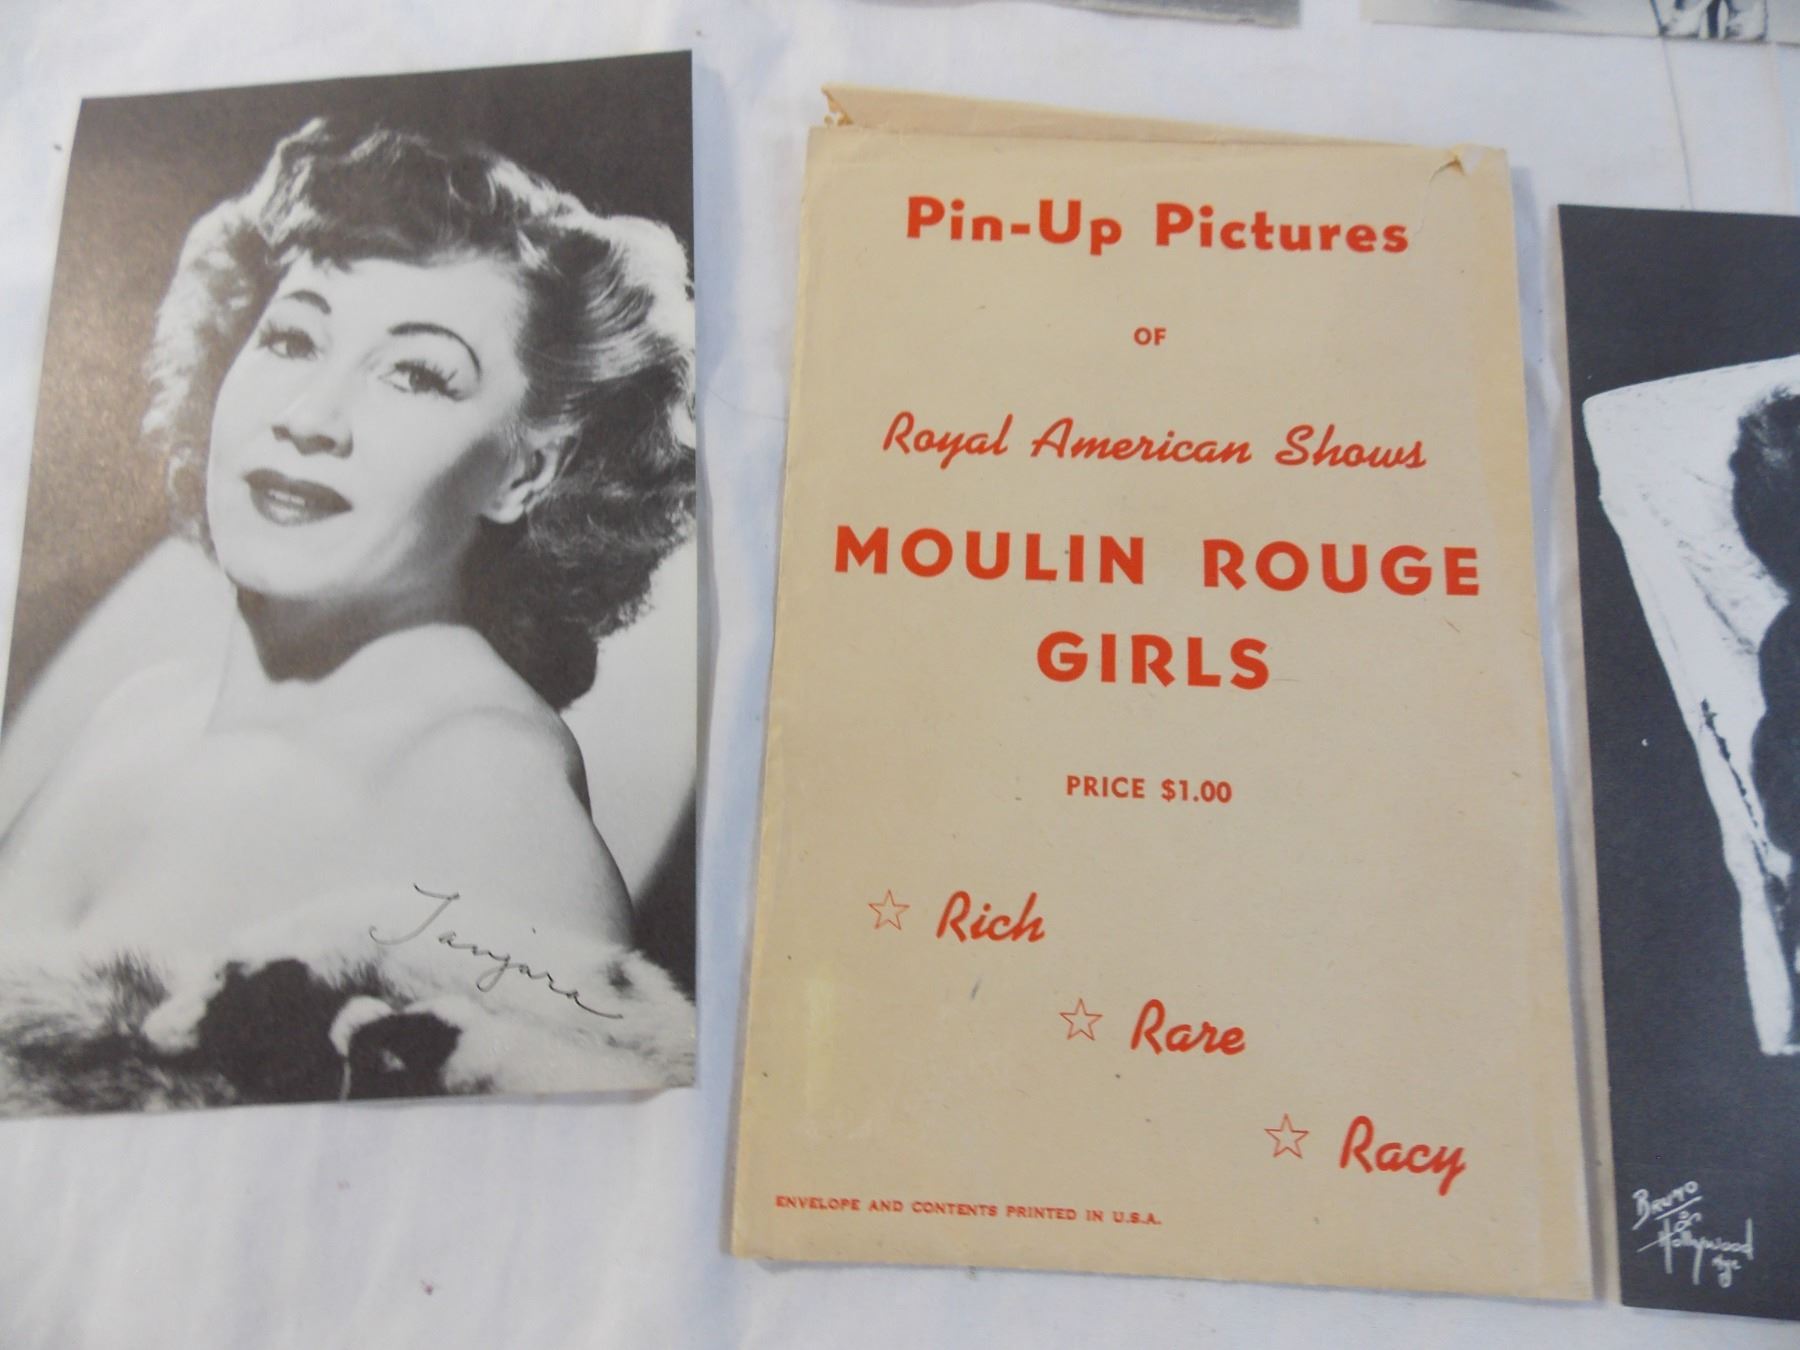 Tanjara
Pin-Up Pictures
OF
Royal American Shows
MOULIN ROUGE
GIRLS
PRICE $1.00
☆ Rich
☆ Rare
☆ Racy
ENVELOPE AND CONTENTS PRINTED IN U.S.A.
BRUNO
of
Hollywood
nyc